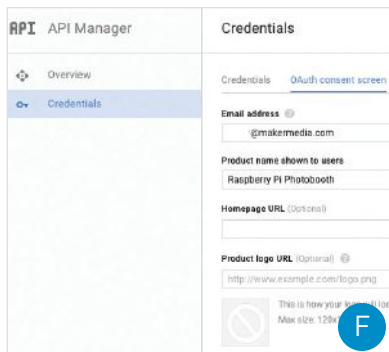 API API Manager
Overview
Credentials
Credentials
Credentials OAuth consent screen
Email address
@makermedia.com
Product name shown to users
Raspberry Pi Photobooth
Homepage URL (Optional)
Product logo URL (Optional)
http://www.example.com/logo.png
This is how your
Max size: 120x
F